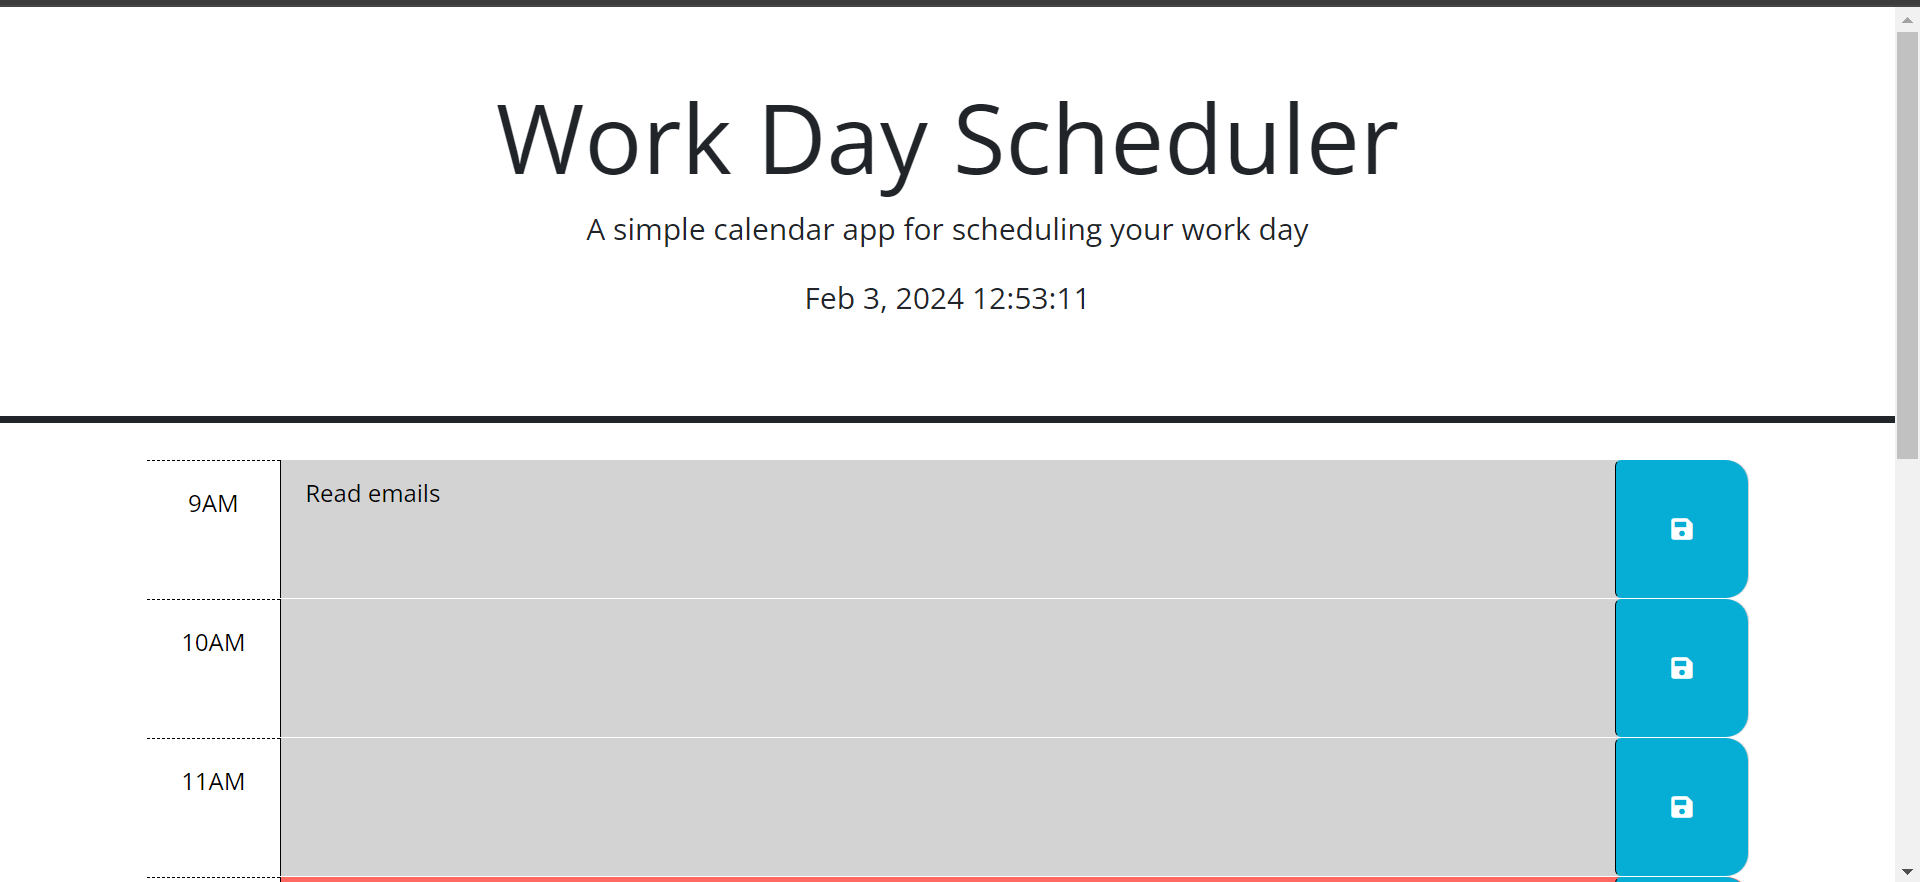 Work Day Scheduler
A simple calendar app for scheduling your work day
Feb 3, 2024 12:53:11
9AM
Read emails
10AM
11AM